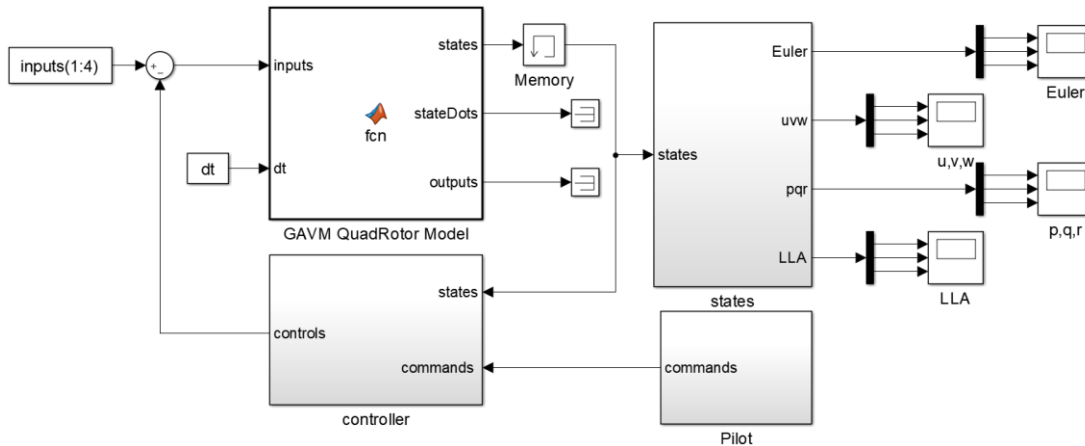 inputs(1:4)
+
−
dt
inputs
dt
fcn
states
stateDots
outputs
GAVM QuadRotor Model
Memory
states
Euler
uvw
pqr
LLA
states
Euler
u,v,w
p,q,r
LLA
controls
states
commands
controller
commands
Pilot